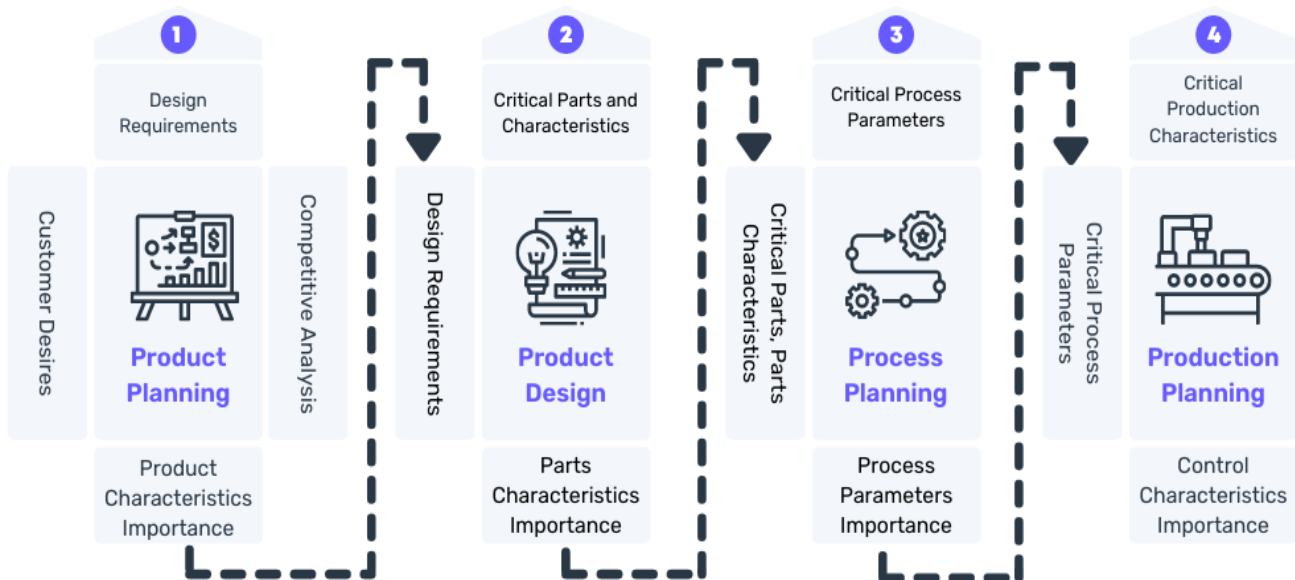 1
Design
Requirements
Customer Desires
Product
Planning
Competitive Analysis
Product
Characteristics
Importance
2
Critical Parts and
Characteristics
Design Requirements
Product
Design
Parts
Characteristics
Importance
3
Critical Process
Parameters
Critical Parts, Parts
Characteristics
Process
Planning
Process
Parameters
Importance
4
Critical
Production
Characteristics
Critical Process
Parameters
Production
Planning
Control
Characteristics
Importance
$